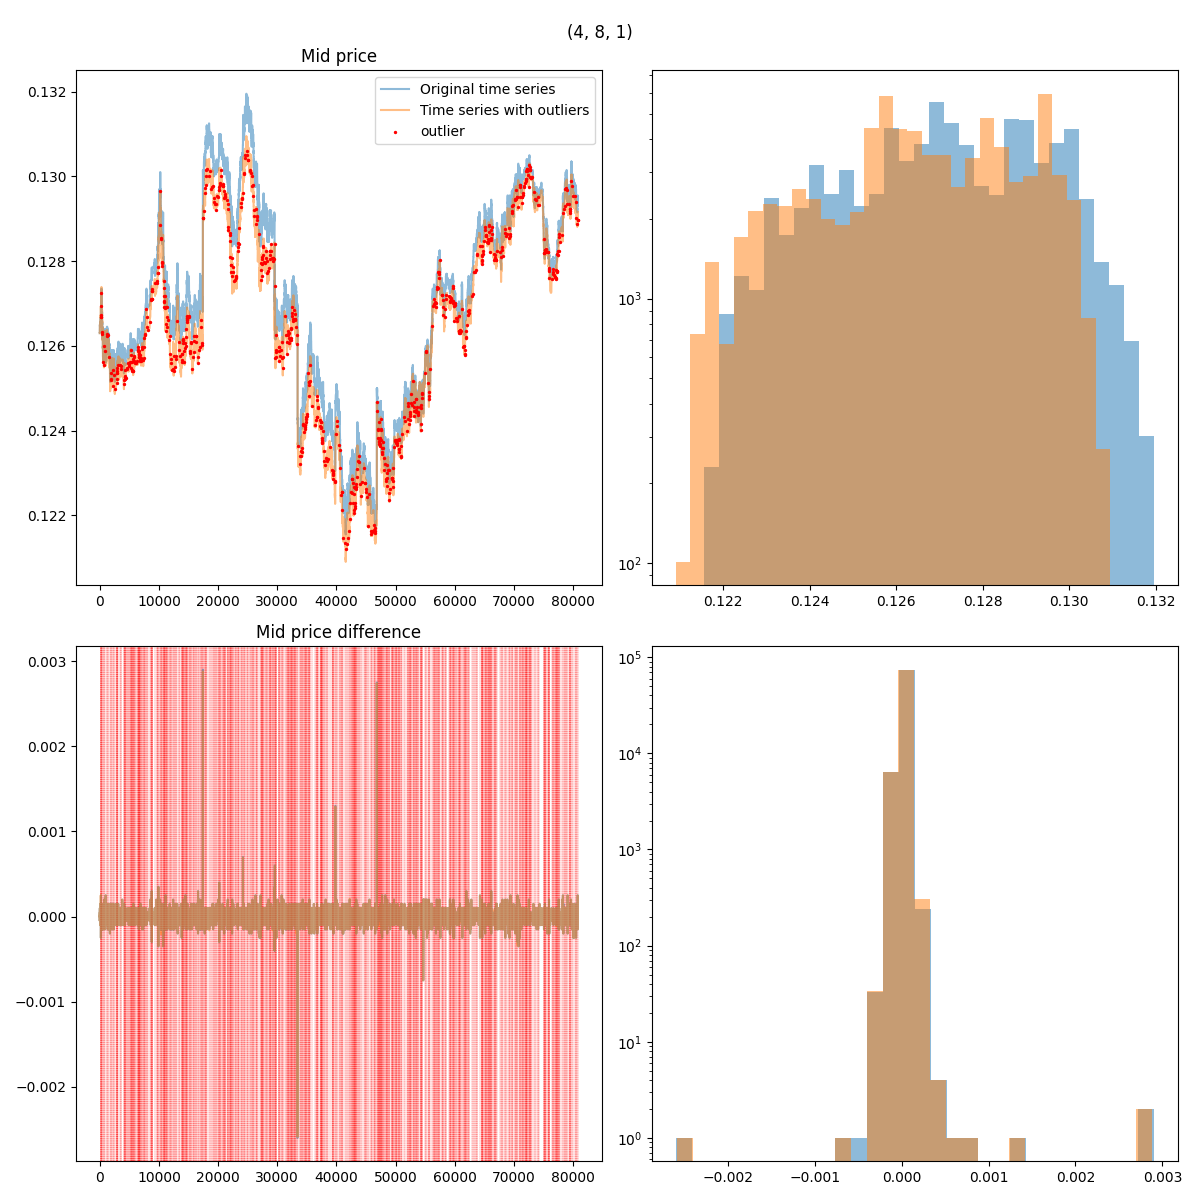 (4, 8, 1)
Mid price
Original time series
Time series with outliers
outlier
0.132
0.130
0.128
0.126
0.124
0.122
0 10000 20000 30000 40000 50000 60000 70000 80000
10³
10²
0.122 0.124 0.126 0.128 0.130 0.132
Mid price difference
0.003
0.002
0.001
0.000
−0.001
−0.002
0 10000 20000 30000 40000 50000 60000 70000 80000
10⁵
10⁴
10³
10²
10¹
10⁰
−0.002 −0.001 0.000 0.001 0.002 0.003